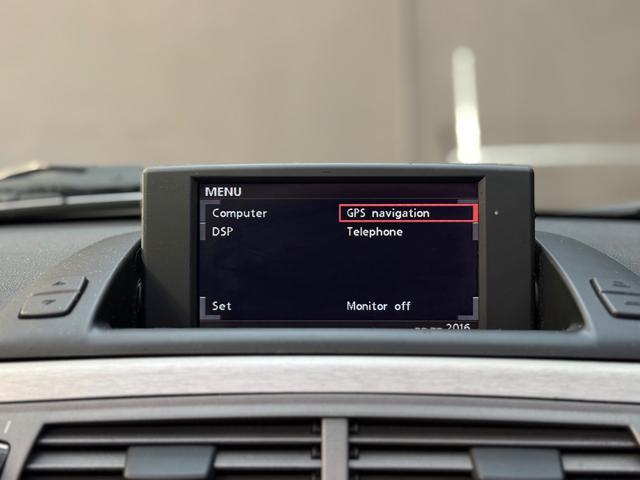 MENU
Computer GPS navigation
DSP Telephone
Set Monitor off
2016